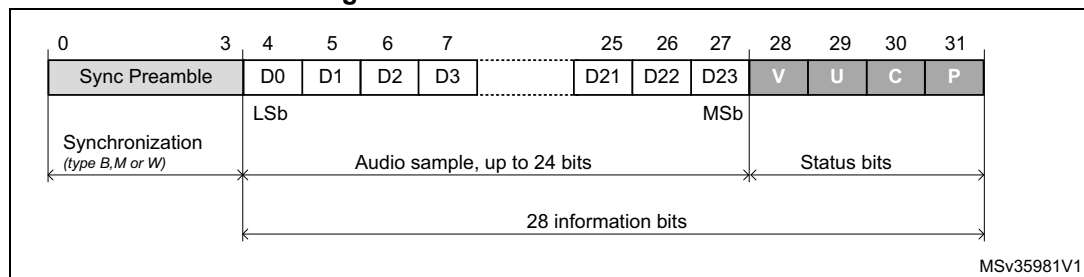 0 3 4 5 6 7 25 26 27 28 29 30 31
Sync Preamble D0 D1 D2 D3 D21 D22 D23 V U C P
LSb MSb
Synchronization
(type B,M or W) Audio sample, up to 24 bits Status bits
28 information bits
MSv35981V1